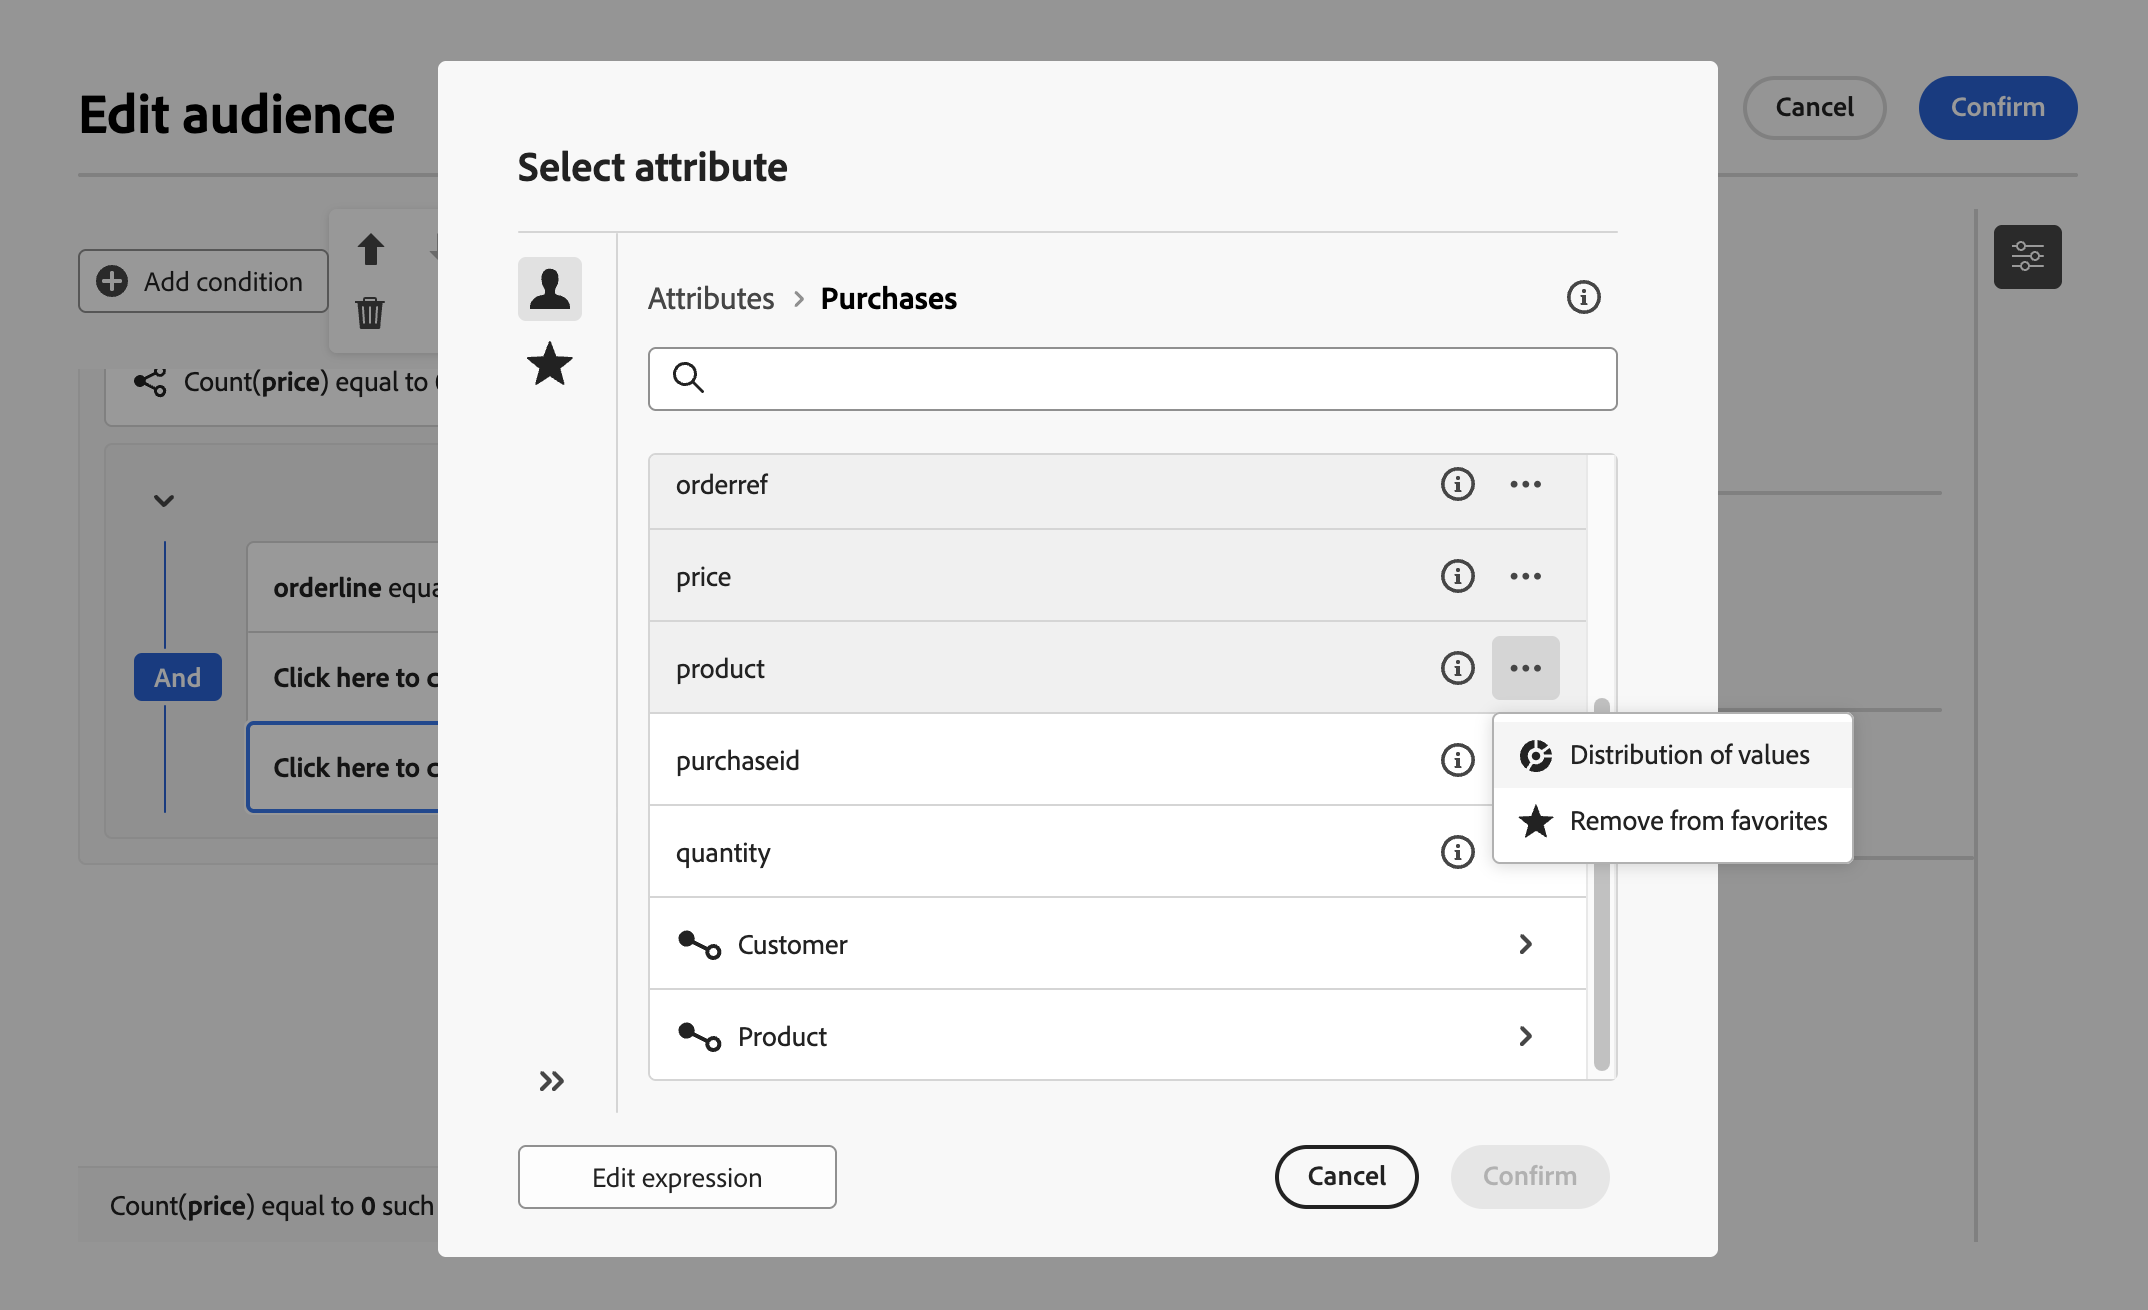 Edit audience
Cancel
Confirm
Add condition
Count(price) equal to
orderline equa
And
Click here to c
Click here to c
Count(price) equal to 0 such
Select attribute
Attributes > Purchases
orderref
price
product
purchaseid
quantity
Customer
Product
Distribution of values
Remove from favorites
Edit expression
Cancel
Confirm